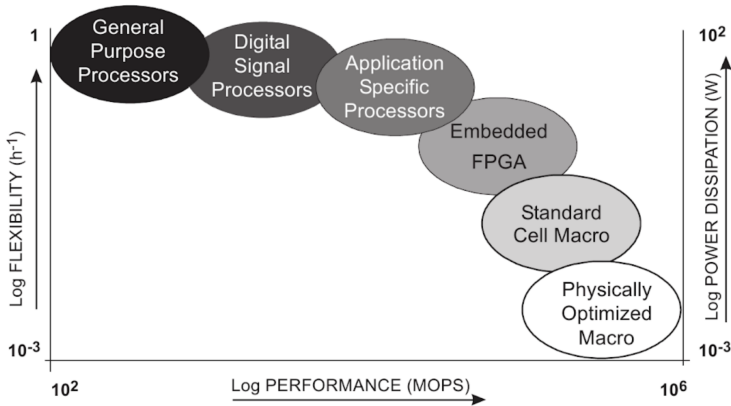 General
Purpose
Processors
Digital
Signal
Processors
Application
Specific
Processors
Embedded
FPGA
Standard
Cell Macro
Physically
Optimized
Macro
1
Log FLEXIBILITY (h⁻¹)
10⁻³
10²
Log POWER DISSIPATION (W)
10⁻³
10²
Log PERFORMANCE (MOPS)
10⁶